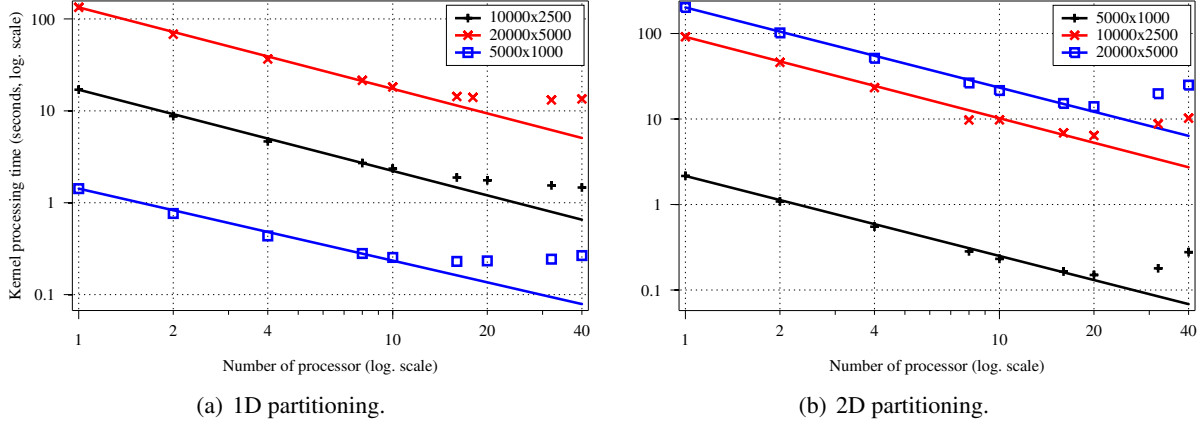 100
10
1
0.1
Kernel processing time (seconds, log. scale)
10000x2500
20000x5000
5000x1000
1
2
4
10
20
40
Number of processor (log. scale)
(a) 1D partitioning.
100
10
1
0.1
5000x1000
10000x2500
20000x5000
1
2
4
10
20
40
Number of processor (log. scale)
(b) 2D partitioning.